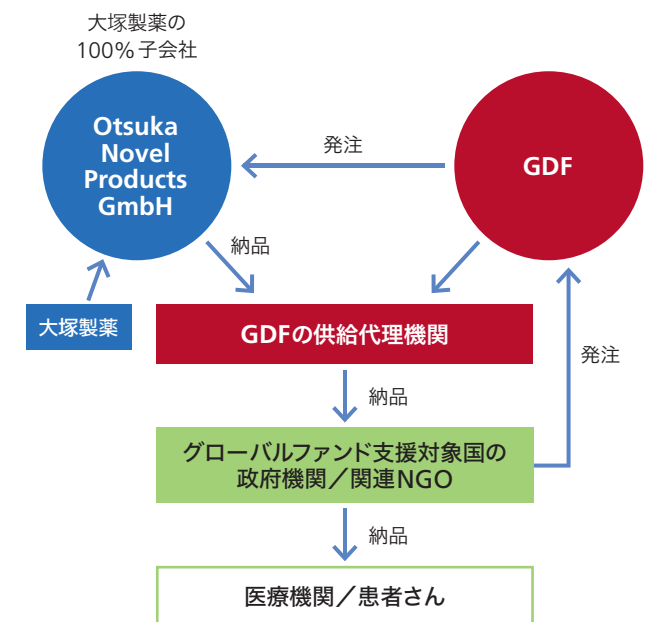 大塚製薬の
100%子会社
Otsuka
Novel
Products
GmbH
発注
GDF
納品
大塚製薬
GDFの供給代理機関
発注
納品
グローバルファンド支援対象国の
政府機関／関連NGO
納品
医療機関／患者さん